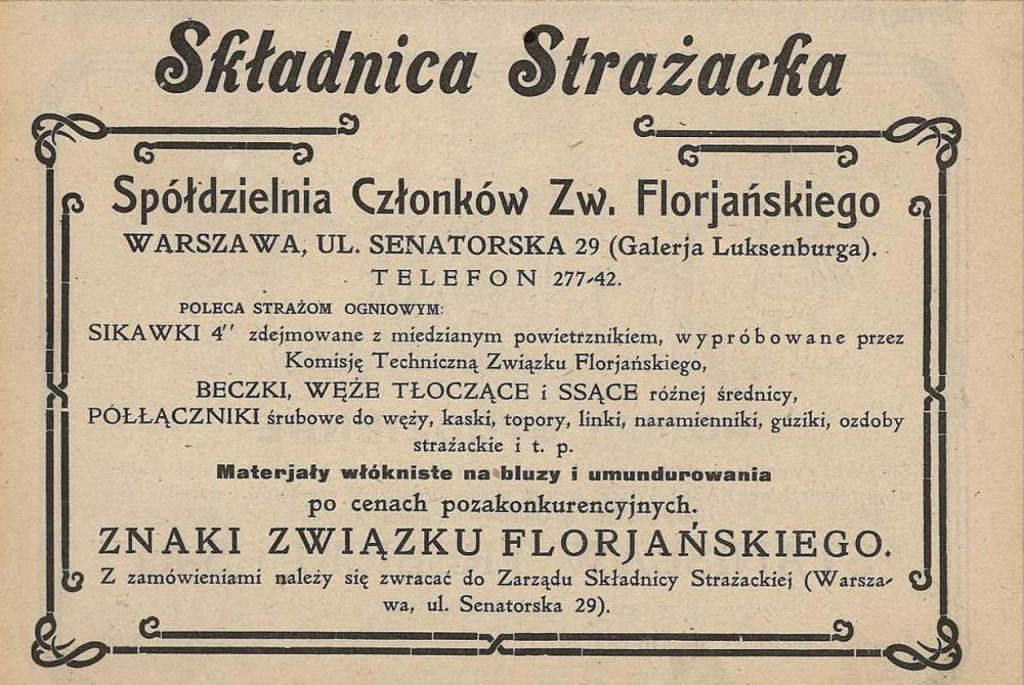 Składnica Strażacka
Spółdzielnia Członków Zw. Florjańskiego
WARSZAWA, UL. SENATORSKA 29 (Galerja Luksenburga).
TELEFON 277-42.
POLECA STRAŻOM OGNIOWYM:
SIKAWKI 4'' zdejmowane z miedzianym powietrznikiem, wypróbowane przez
Komisję Techniczną Związku Florjańskiego,
BECZKI, WĘŻE TŁOCZĄCE i SSĄCE różnej średnicy,
PÓŁŁĄCZNIKI śrubowe do węży, kaski, topory, linki, naramienniki, guziki, ozdoby
strażackie i t. p.
Materjały włókniste na bluzy i umundurowania
po cenach pozakonkurencyjnych.
ZNAKI ZWIĄZKU FLORJAŃSKIEGO.
Z zamówieniami należy się zwracać do Zarządu Składnicy Strażackiej (Warsza-
wa, ul. Senatorska 29).